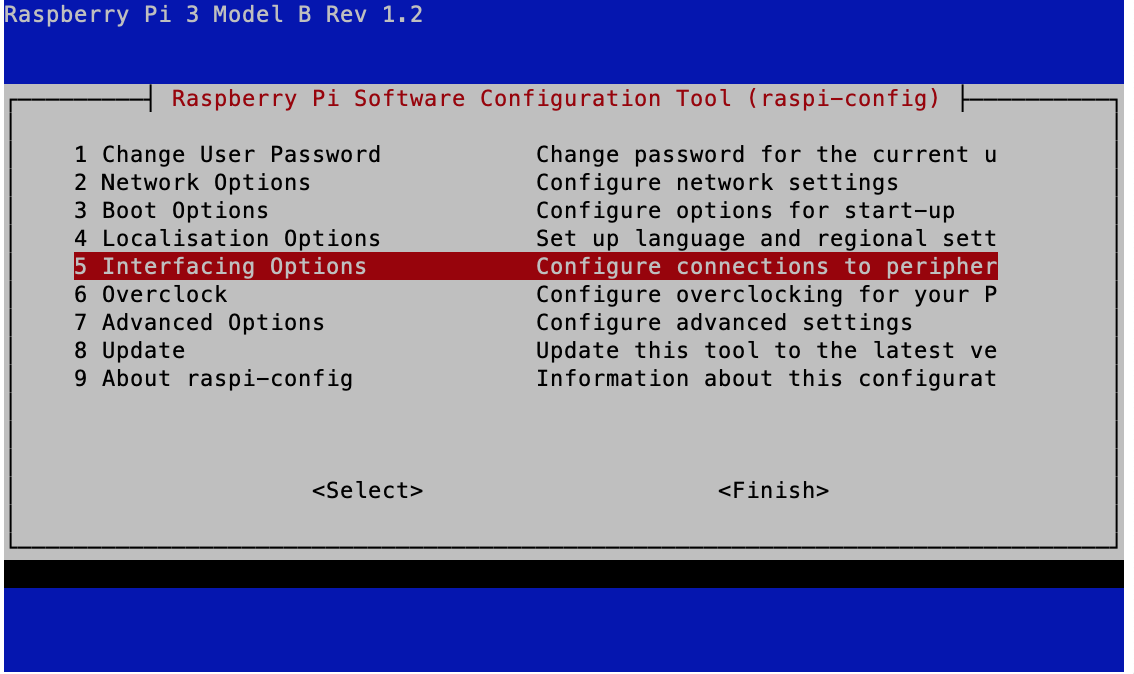 Raspberry Pi 3 Model B Rev 1.2
Raspberry Pi Software Configuration Tool (raspi-config)
1 Change User Password Change password for the current u
2 Network Options Configure network settings
3 Boot Options Configure options for start-up
4 Localisation Options Set up language and regional sett
5 Interfacing Options Configure connections to peripher
6 Overclock Configure overclocking for your P
7 Advanced Options Configure advanced settings
8 Update Update this tool to the latest ve
9 About raspi-config Information about this configurat
<Select> <Finish>